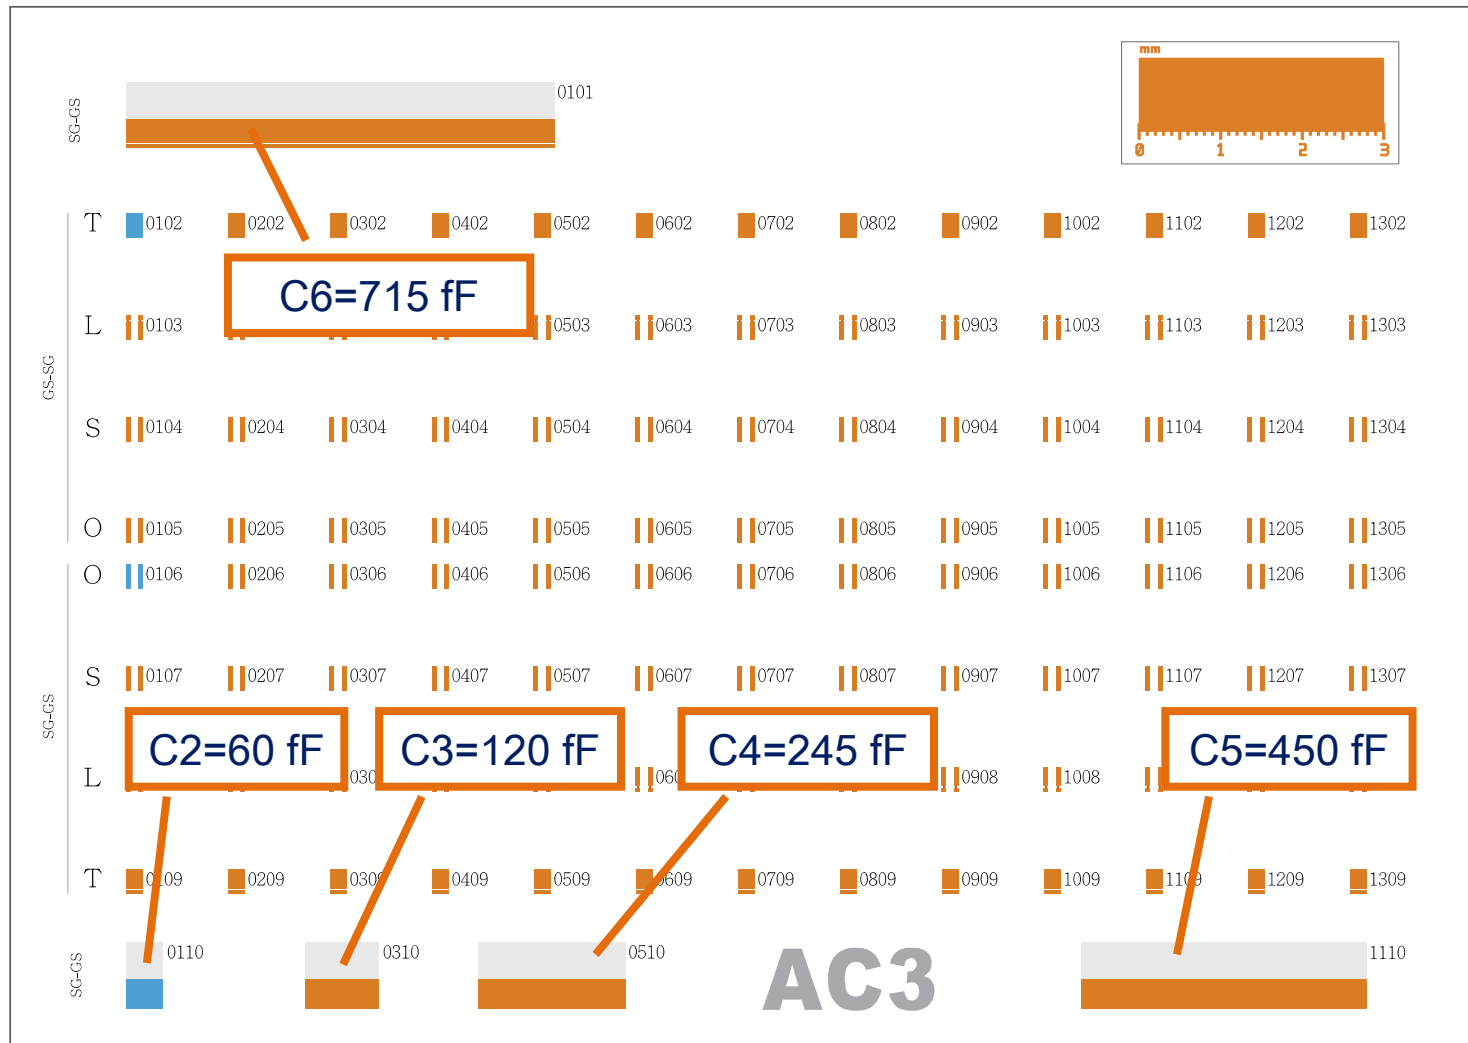 mm
0 1 2 3
SG-GS
0101
GS-SG
T 0102 0202 0302 0402 0502 0602 0702 0802 0902 1002 1102 1202 1302
C6=715 fF
L 0103 0503 0603 0703 0803 0903 1003 1103 1203 1303
S 0104 0204 0304 0404 0504 0604 0704 0804 0904 1004 1104 1204 1304
O 0105 0205 0305 0405 0505 0605 0705 0805 0905 1005 1105 1205 1305
SG-GS
O 0106 0206 0306 0406 0506 0606 0706 0806 0906 1006 1106 1206 1306
S 0107 0207 0307 0407 0507 0607 0707 0807 0907 1007 1107 1207 1307
C2=60 fF C3=120 fF C4=245 fF C5=450 fF
L 0908 1008
T 0109 0209 0309 0409 0509 0609 0709 0809 0909 1009 1109 1209 1309
SG-GS
0110 0310 0510 1110
AC3